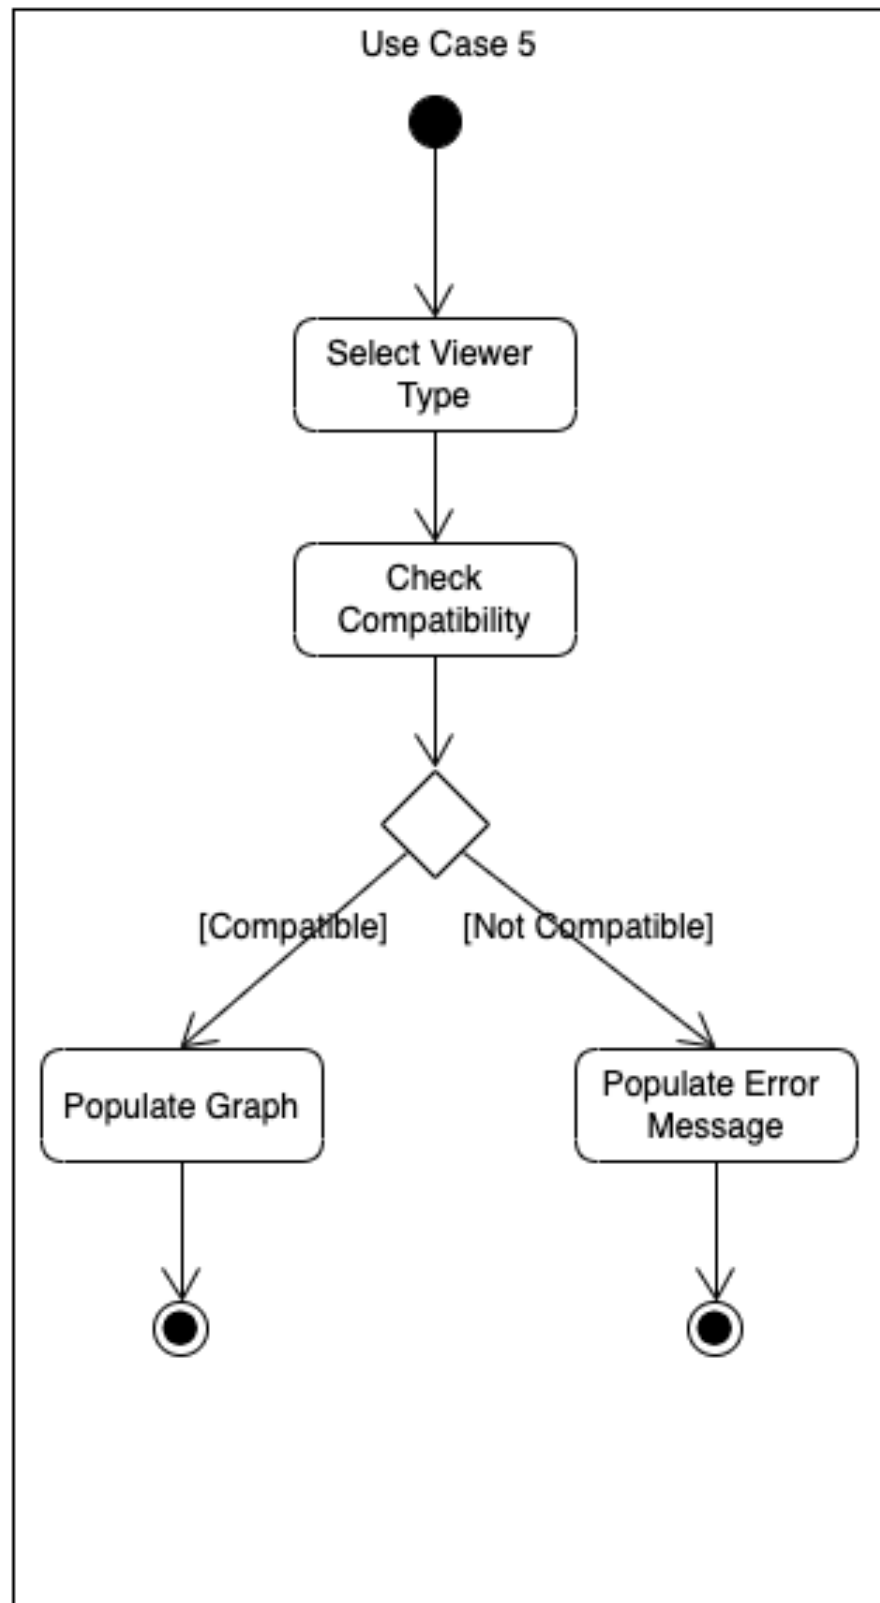 Use Case 5
Select Viewer
Type
Check
Compatibility
[Compatible]
[Not Compatible]
Populate Graph
Populate Error
Message